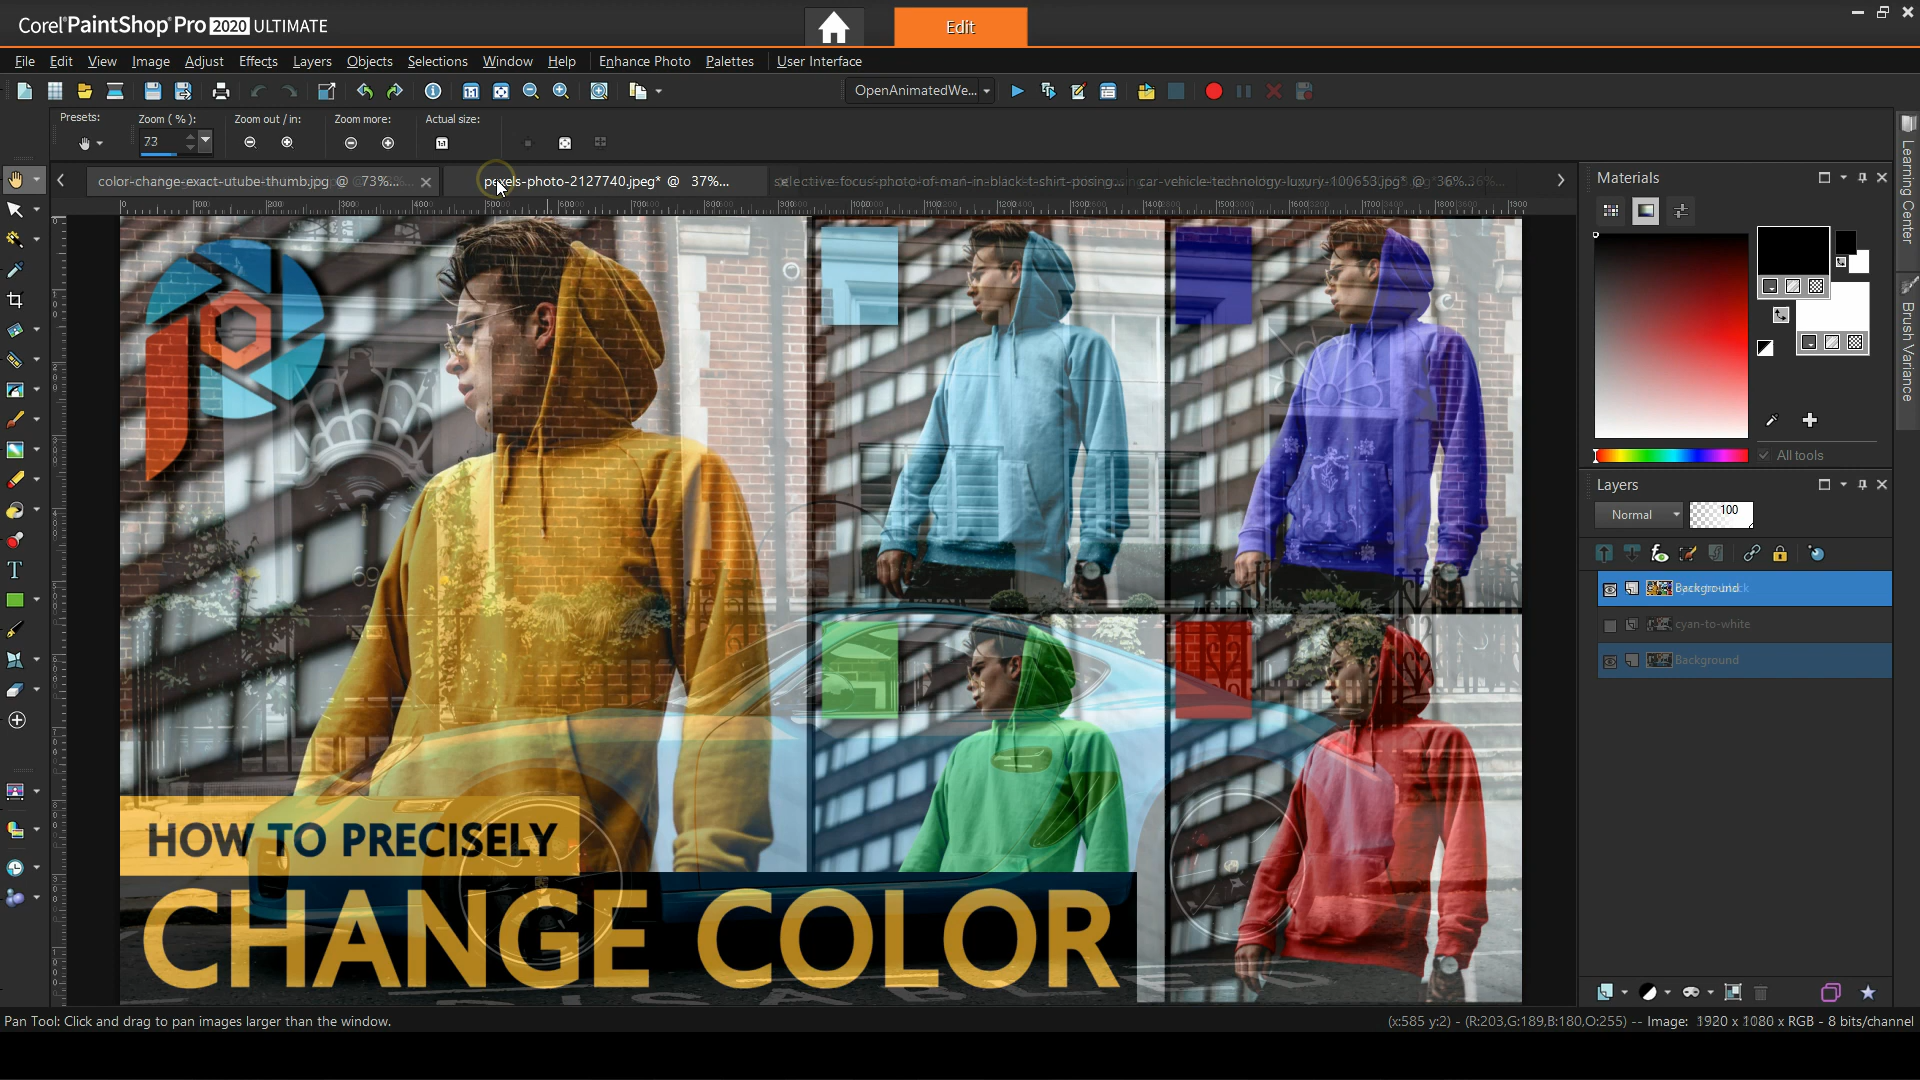 Corel PaintShop Pro 2020 ULTIMATE
Edit
File Edit View Image Adjust Effects Layers Objects Selections Window Help Enhance Photo Palettes User Interface
OpenAnimatedWe...
Presets: Zoom ( % ): Zoom out / in: Zoom more: Actual size:
73
color-change-exact-utube-thumb.jpg @ 73%...
pexels-photo-2127740.jpeg* @ 37%...
selective-focus-photo-of-man-in-black-t-shirt-posing...
car-vehicle-technology-luxury-100653.jpg* @ 36%...
Materials
Learning Center
Brush Variance
All tools
Layers
Normal 100
Background
cyan-to-white
Background
69
HOW TO PRECISELY
CHANGE COLOR
Pan Tool: Click and drag to pan images larger than the window.
(x:585 y:2) - (R:203,G:189,B:180,O:255) -- Image: 1920 x 1080 x RGB - 8 bits/channel